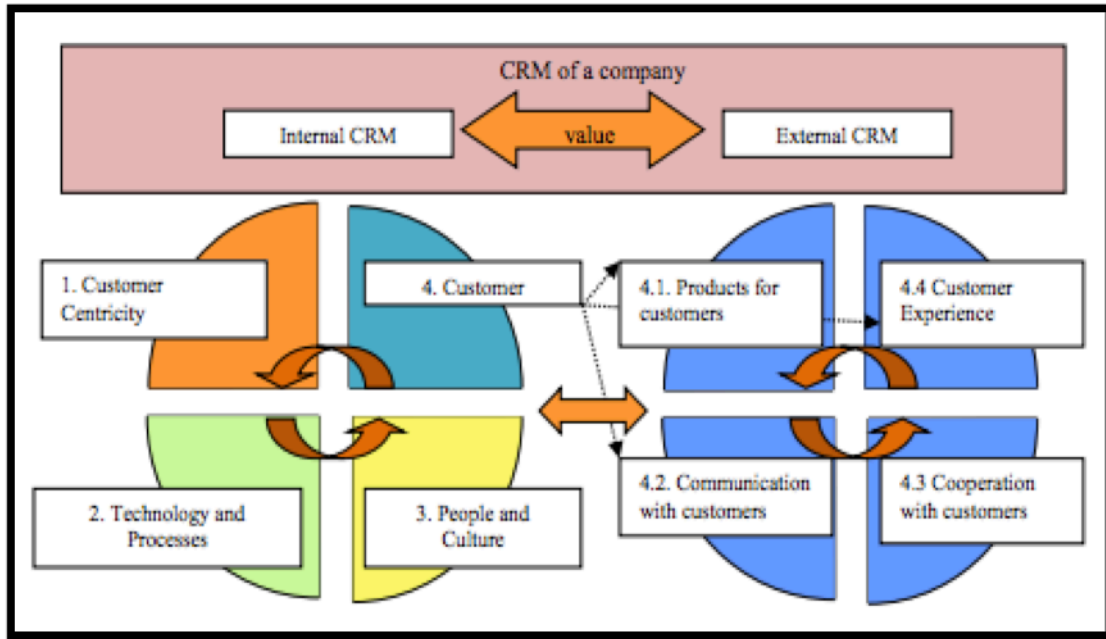 CRM of a company
Internal CRM
value
External CRM
1. Customer
Centricity
4. Customer
4.1. Products for
customers
4.4 Customer
Experience
2. Technology and
Processes
3. People and
Culture
4.2. Communication
with customers
4.3 Cooperation
with customers